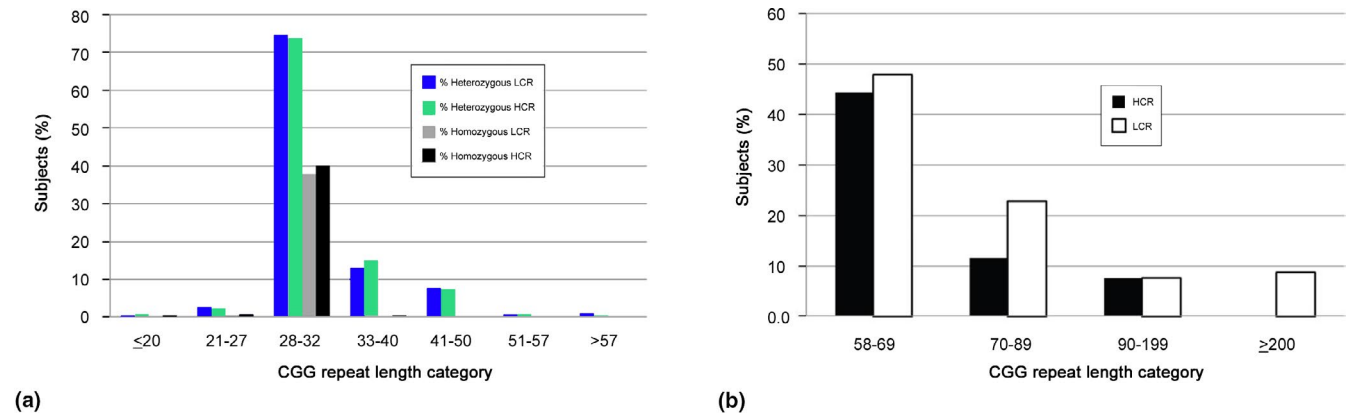 80
70
60
50
40
30
20
10
0
Subjects (%)
% Heterozygous LCR
% Heterozygous HCR
% Homozygous LCR
% Homozygous HCR
≤20 21-27 28-32 33-40 41-50 51-57 >57
CGG repeat length category
(a)
60
50
40
30
20
10
0.0
Subjects (%)
HCR
LCR
58-69 70-89 90-199 ≥200
CGG repeat length category
(b)